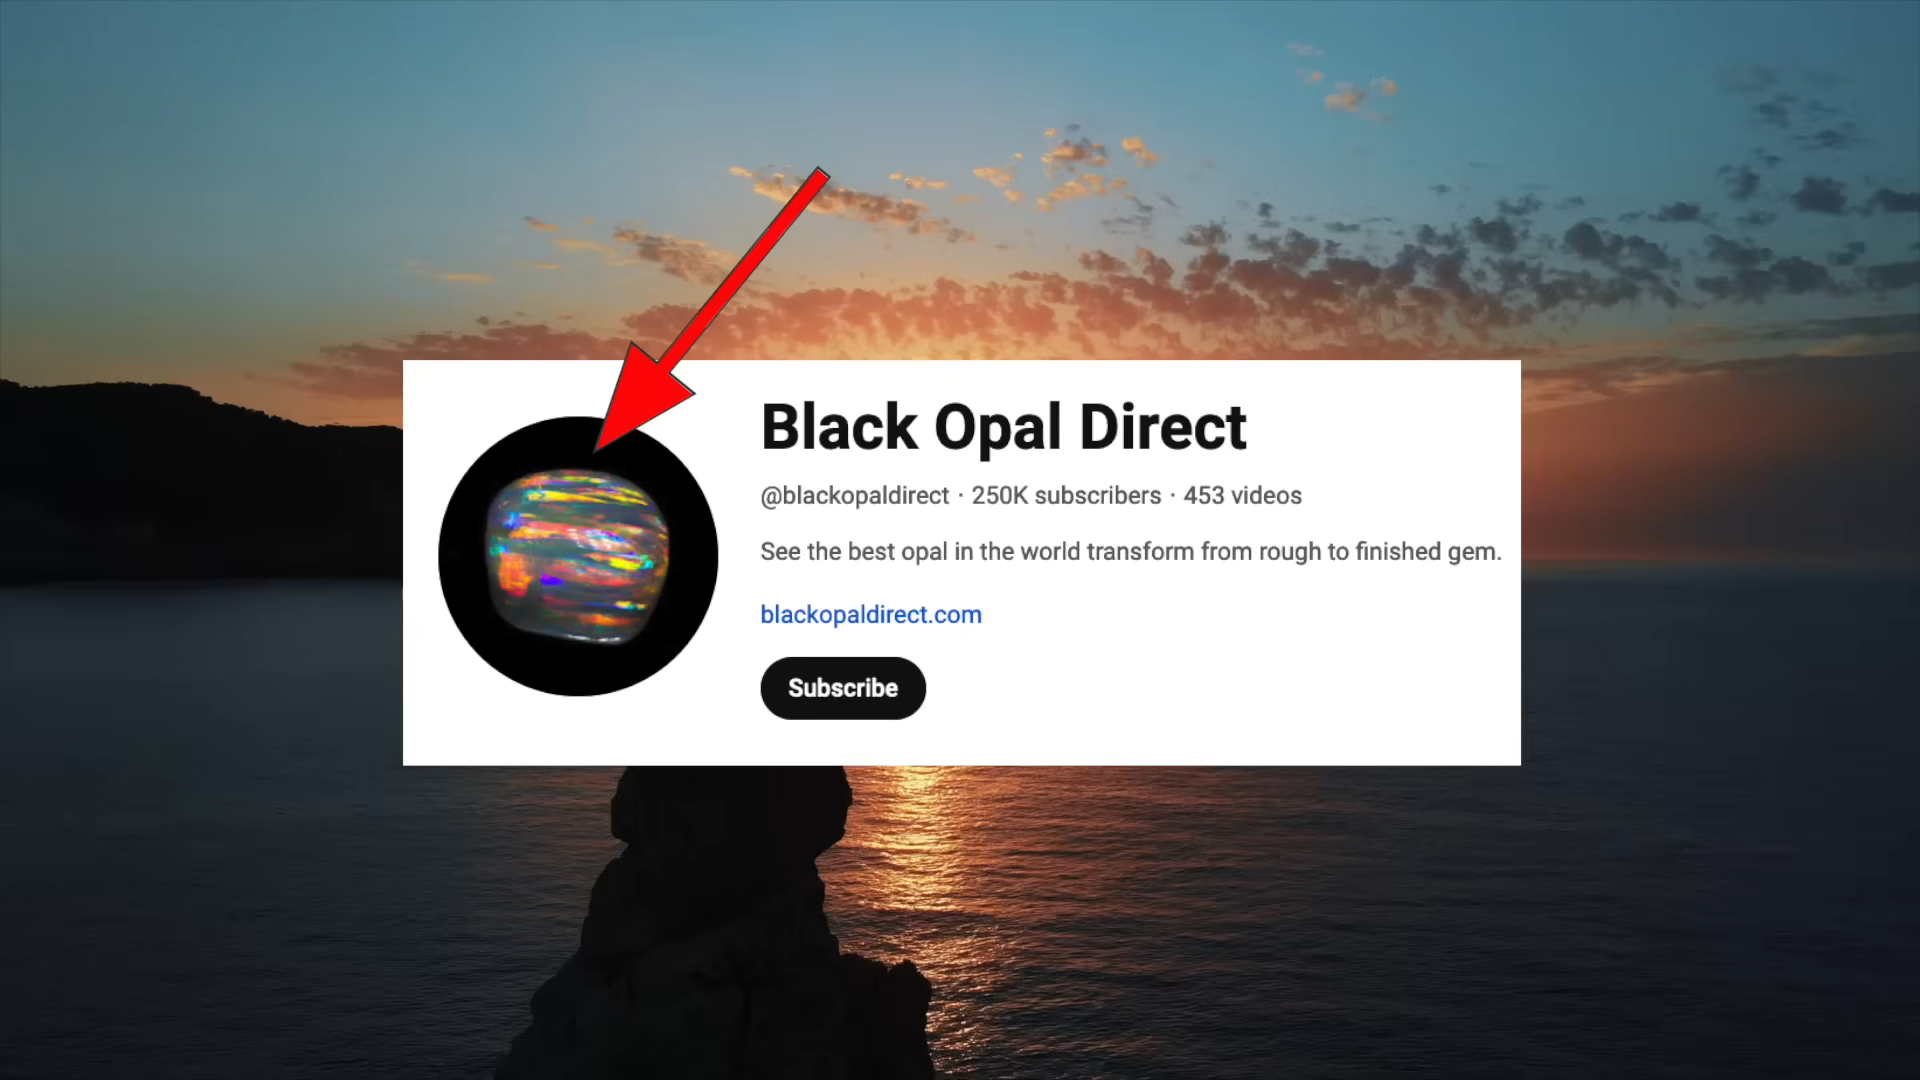 Black Opal Direct
@blackopaldirect · 250K subscribers · 453 videos
See the best opal in the world transform from rough to finished gem.
blackopaldirect.com
Subscribe